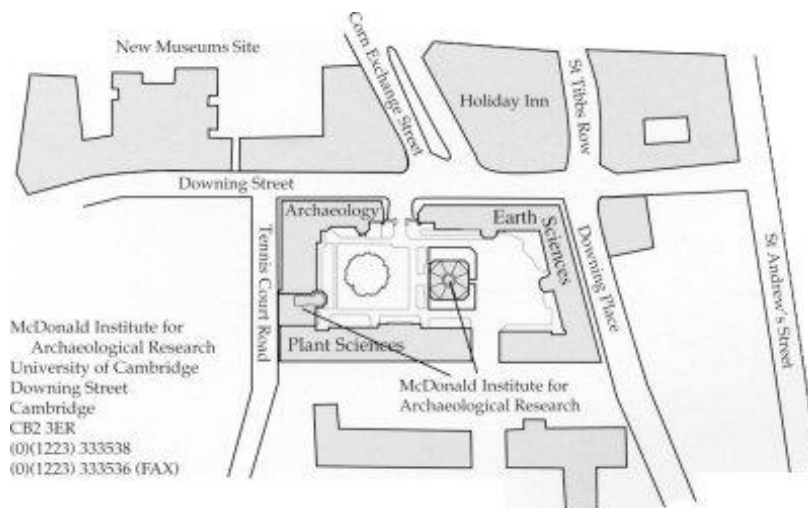 New Museums Site
Corn Exchange Street
Holiday Inn
St Tibbs Row
Downing Street
Archaeology
Earth
Sciences
Tennis Court Road
Downing Place
St Andrew's Street
Plant Sciences
McDonald Institute for
Archaeological Research
McDonald Institute for
Archaeological Research
University of Cambridge
Downing Street
Cambridge
CB2 3ER
(0)(1223) 333538
(0)(1223) 333536 (FAX)